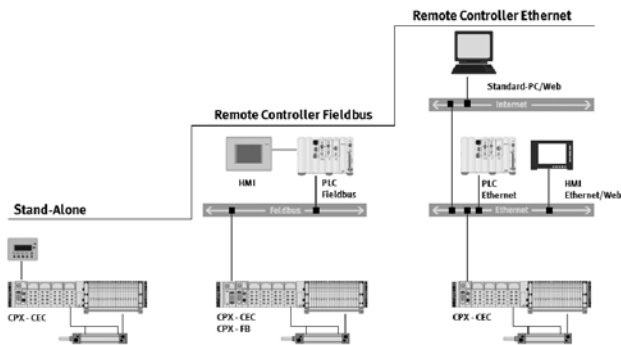 Remote Controller Ethernet
Standard-PC/Web
Internet
Remote Controller Fieldbus
HMI
PLC
Fieldbus
PLC
Ethernet
HMI
Ethernet/Web
Stand-Alone
Feldbus
Ethernet
CPX - CEC
CPX - CEC
CPX - FB
CPX - CEC